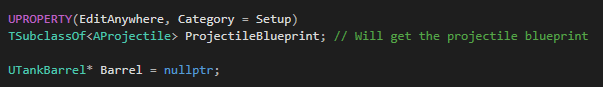 UPROPERTY(EditAnywhere, Category = Setup)
TSubclassOf<AProjectile> ProjectileBlueprint; // Will get the projectile blueprint
UTankBarrel* Barrel = nullptr;